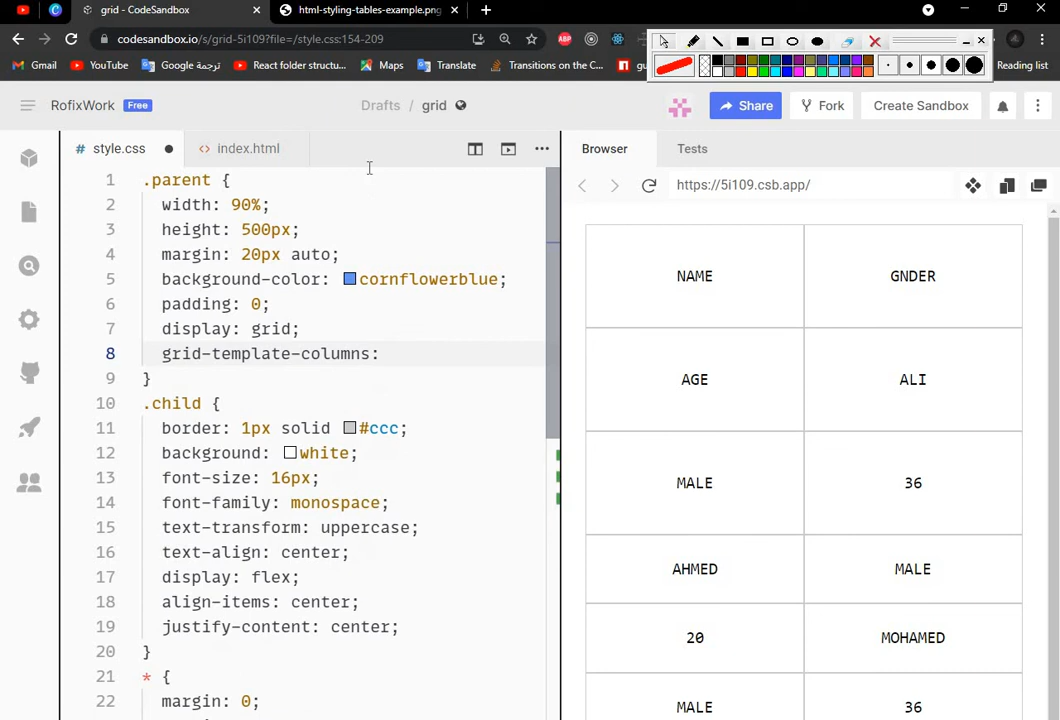 grid - CodeSandbox
html-styling-tables-example.png
codesandbox.io/s/grid-5i109?file=/style.css:154-209
Gmail
YouTube
Google ترجمة
React folder structu...
Maps
Translate
Transitions on the C...
Reading list
RofixWork
Free
Drafts / grid
Share
Fork
Create Sandbox
# style.css
<> index.html
Browser
Tests
https://5i109.csb.app/
1 .parent {
2 width: 90%;
3 height: 500px;
4 margin: 20px auto;
5 background-color: cornflowerblue;
6 padding: 0;
7 display: grid;
8 grid-template-columns:
9 }
10 .child {
11 border: 1px solid #ccc;
12 background: white;
13 font-size: 16px;
14 font-family: monospace;
15 text-transform: uppercase;
16 text-align: center;
17 display: flex;
18 align-items: center;
19 justify-content: center;
20 }
21 * {
22 margin: 0;
NAME GNDER
AGE ALI
MALE 36
AHMED MALE
20 MOHAMED
MALE 36